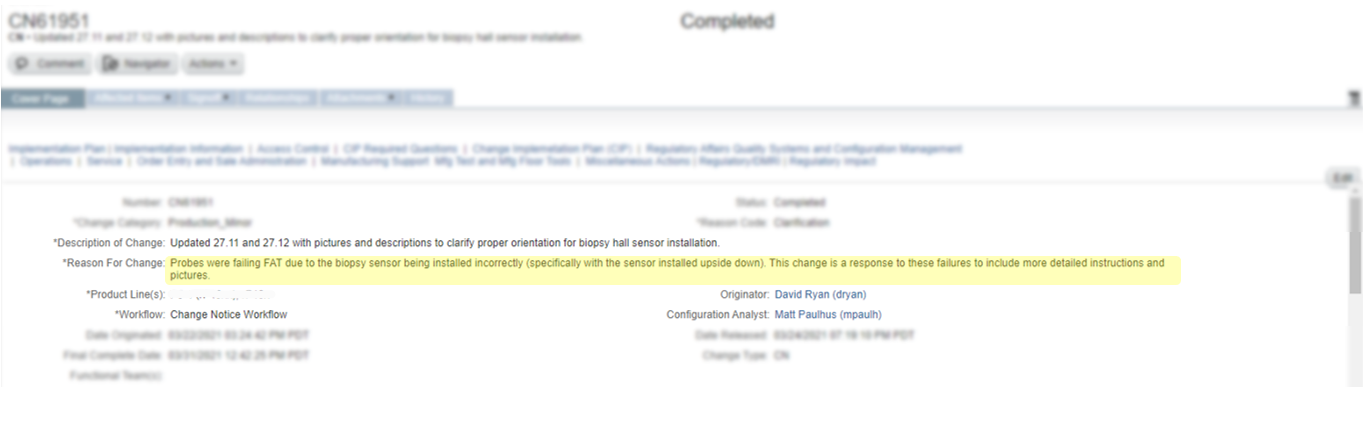 CN61951
Completed
CN - Updated 27.11 and 27.12 with pictures and descriptions to clarify proper orientation for biopsy hall sensor installation.
Comment Navigator Actions
Cover Page Affected Items Signoff Relationships Attachments History
Implementation Plan | Implementation Information | Access Control | CIP Required Questions | Change Implemetation Plan (CIP) | Regulatory Affairs Quality Systems and Configuration Management
| Operations | Service | Order Entry and Sale Administration | Manufacturing Support Mfg Test and Mfg Floor Tools | Miscellaneous Actions | Regulatory/DMR | Regulatory Impact
Edit
Number: CN61951 Status: Completed
*Change Category: Production_Minor *Reason Code: Clarification
*Description of Change: Updated 27.11 and 27.12 with pictures and descriptions to clarify proper orientation for biopsy hall sensor installation.
*Reason For Change: Probes were failing FAT due to the biopsy sensor being installed incorrectly (specifically with the sensor installed upside down). This change is a response to these failures to include more detailed instructions and
pictures.
*Product Line(s): Originator: David Ryan (dryan)
*Workflow: Change Notice Workflow Configuration Analyst: Matt Paulhus (mpaulh)
Date Originated: 03/22/2021 03:24:42 PM PDT Date Released: 03/24/2021 07:19:10 PM PDT
Final Complete Date: 03/31/2021 12:42:25 PM PDT Change Type: CN
Functional Team(s):